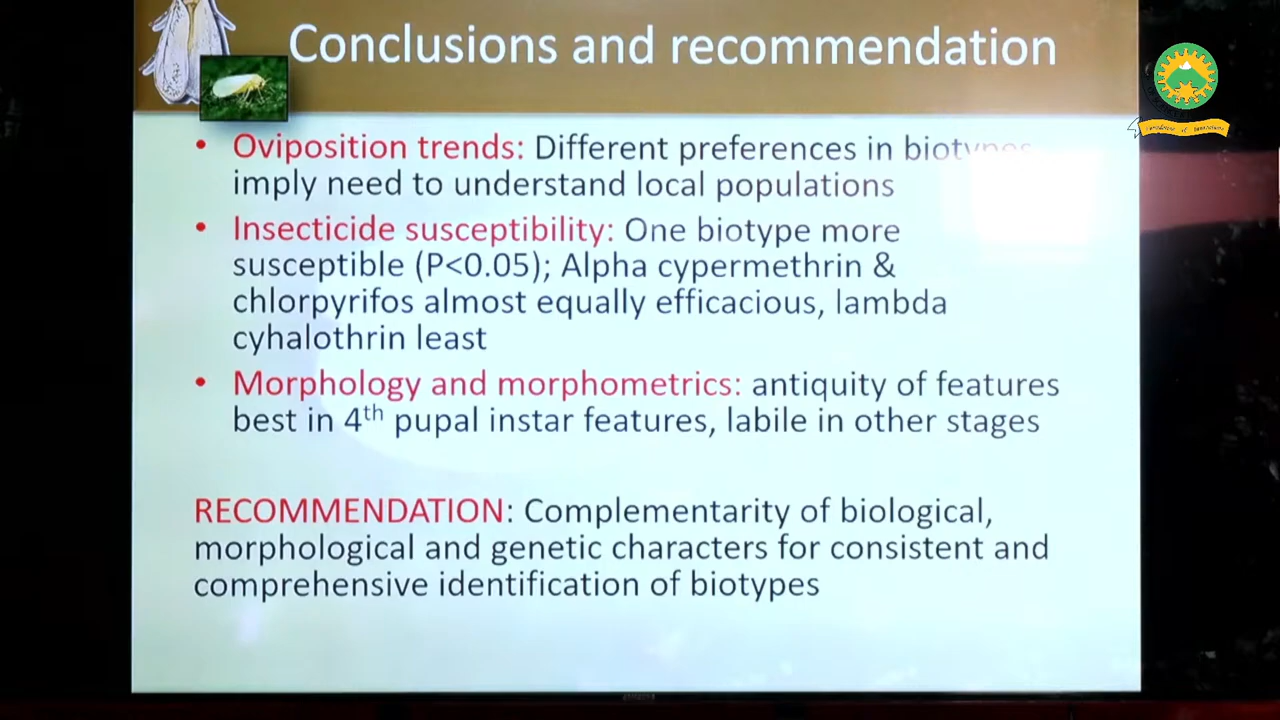 Conclusions and recommendation
• Oviposition trends: Different preferences in biotypes
imply need to understand local populations
• Insecticide susceptibility: One biotype more
susceptible (P<0.05); Alpha cypermethrin &
chlorpyrifos almost equally efficacious, lambda
cyhalothrin least
• Morphology and morphometrics: antiquity of features
best in 4th pupal instar features, labile in other stages
RECOMMENDATION: Complementarity of biological,
morphological and genetic characters for consistent and
comprehensive identification of biotypes